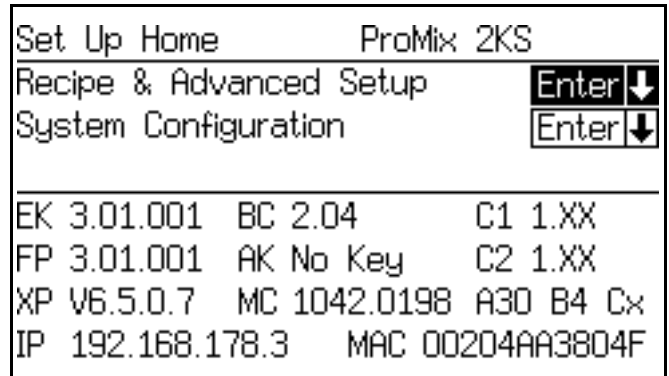 Set Up Home ProMix 2KS
Recipe & Advanced Setup Enter
System Configuration Enter
EK 3.01.001 BC 2.04 C1 1.XX
FP 3.01.001 AK No Key C2 1.XX
XP V6.5.0.7 MC 1042.0198 A30 B4 Cx
IP 192.168.178.3 MAC 00204AA3804F